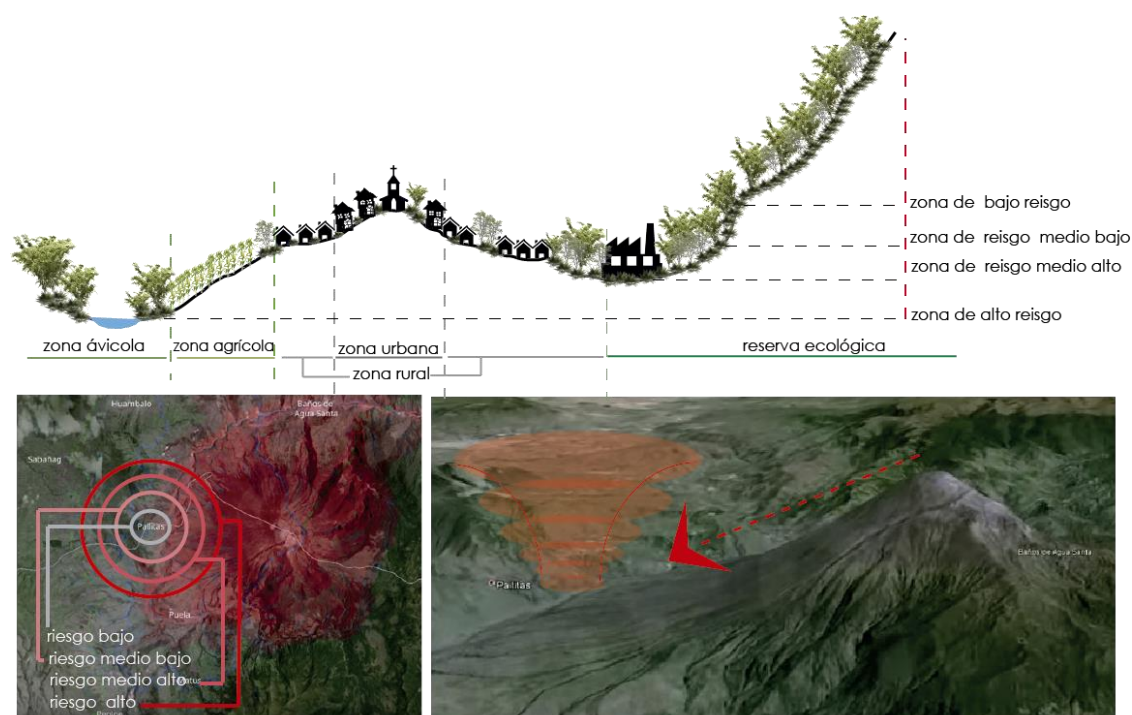 zona de  bajo reisgo
zona de  reisgo  medio bajo
zona de  reisgo medio alto
zona de alto reisgo
zona ávicola
zona agrícola
zona urbana
reserva ecológica
zona rural
Huambalo
Baños de
Agua Santa
Sabañag
Palitas
Puela
riesgo bajo
riesgo medio bajo
riesgo medio alto
riesgo  alto
Palitas
Baños de Agua Santa